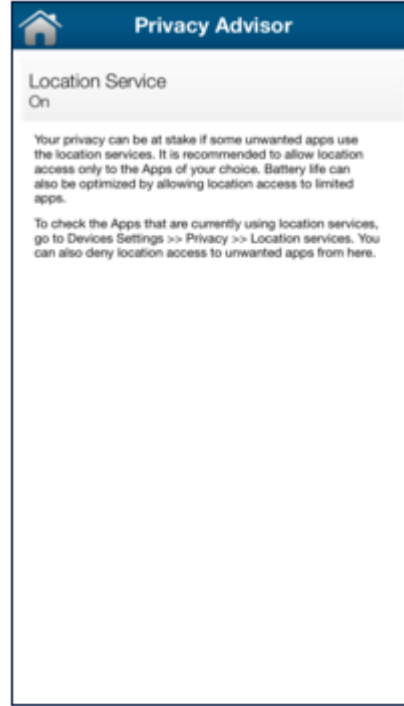 Privacy Advisor
Location Service
On
Your privacy can be at stake if some unwanted apps use
the location services. It is recommended to allow location
access only to the Apps of your choice. Battery life can
also be optimized by allowing location access to limited
apps.
To check the Apps that are currently using location services,
go to Devices Settings >> Privacy >> Location services. You
can also deny location access to unwanted apps from here.